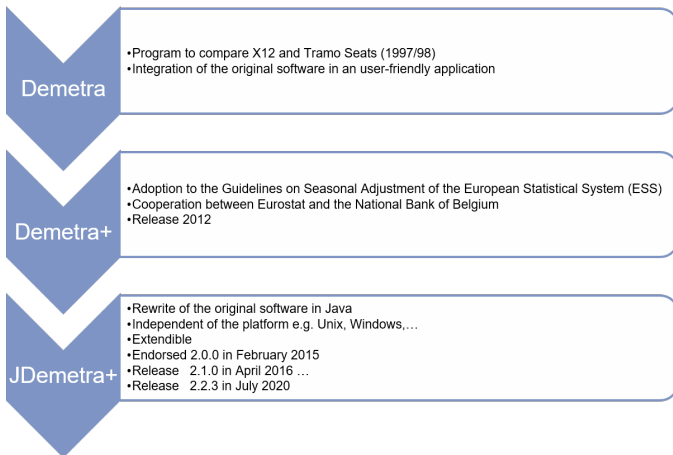 Demetra
•Program to compare X12 and Tramo Seats (1997/98)
•Integration of the original software in an user-friendly application
Demetra+
•Adoption to the Guidelines on Seasonal Adjustment of the European Statistical System (ESS)
•Cooperation between Eurostat and the National Bank of Belgium
•Release 2012
JDemetra+
•Rewrite of the original software in Java
•Independent of the platform e.g. Unix, Windows,…
•Extendible
•Endorsed 2.0.0 in February 2015
•Release 2.1.0 in April 2016 …
•Release 2.2.3 in July 2020